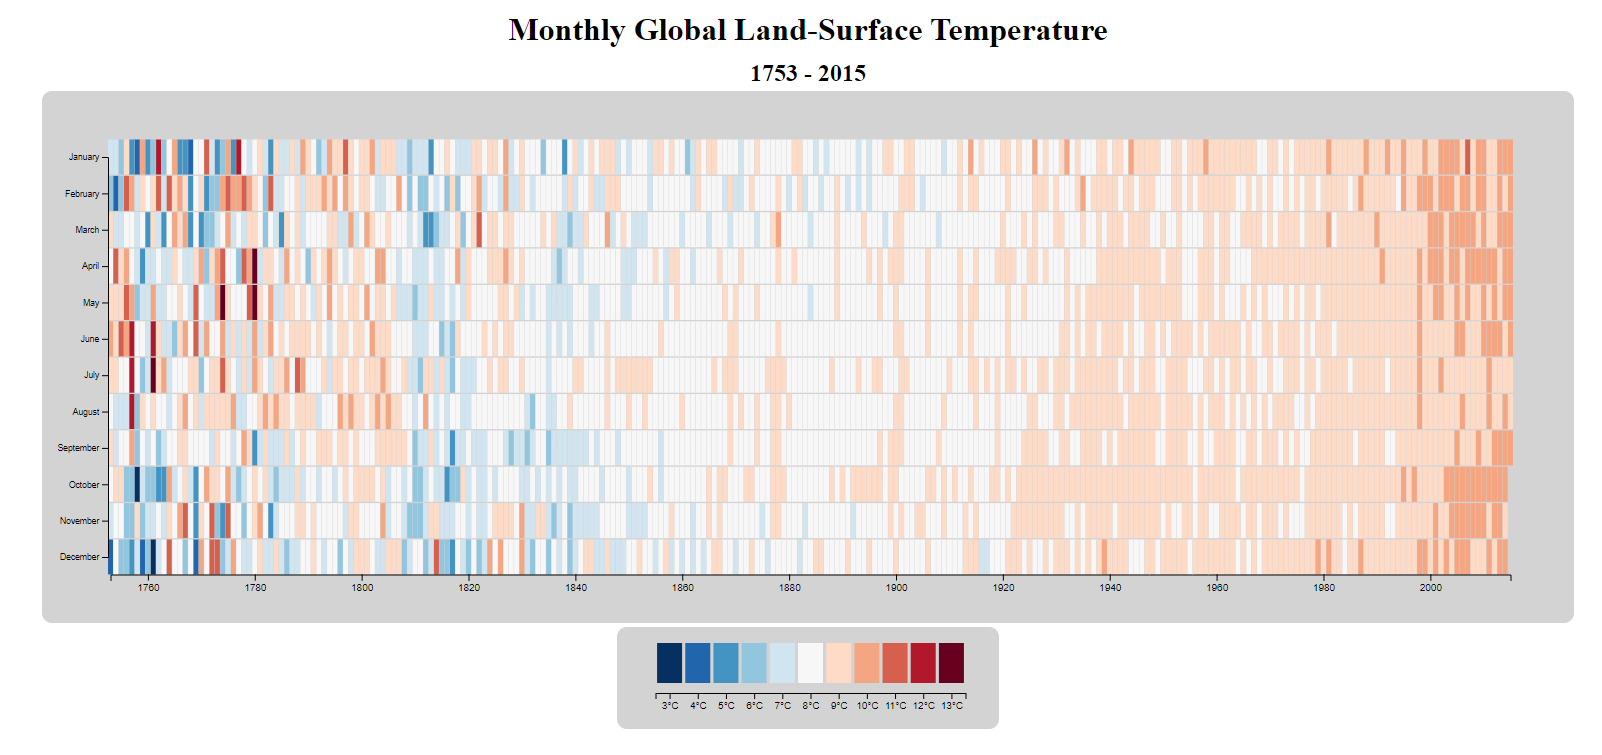 Monthly Global Land-Surface Temperature
1753 - 2015
January
February
March
April
May
June
July
August
September
October
November
December
1760 1780 1800 1820 1840 1860 1880 1900 1920 1940 1960 1980 2000
3°C 4°C 5°C 6°C 7°C 8°C 9°C 10°C 11°C 12°C 13°C